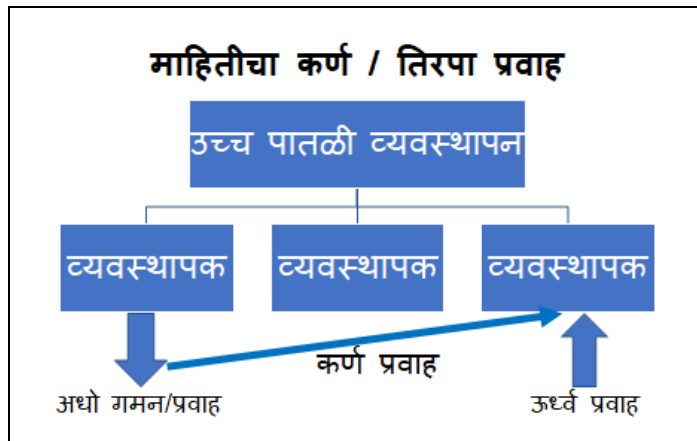 माहितीचा कर्ण / तिरपा प्रवाह
उच्च पातळी व्यवस्थापन
व्यवस्थापक
व्यवस्थापक
व्यवस्थापक
कर्ण प्रवाह
अधो गमन/प्रवाह
ऊर्ध्व प्रवाह